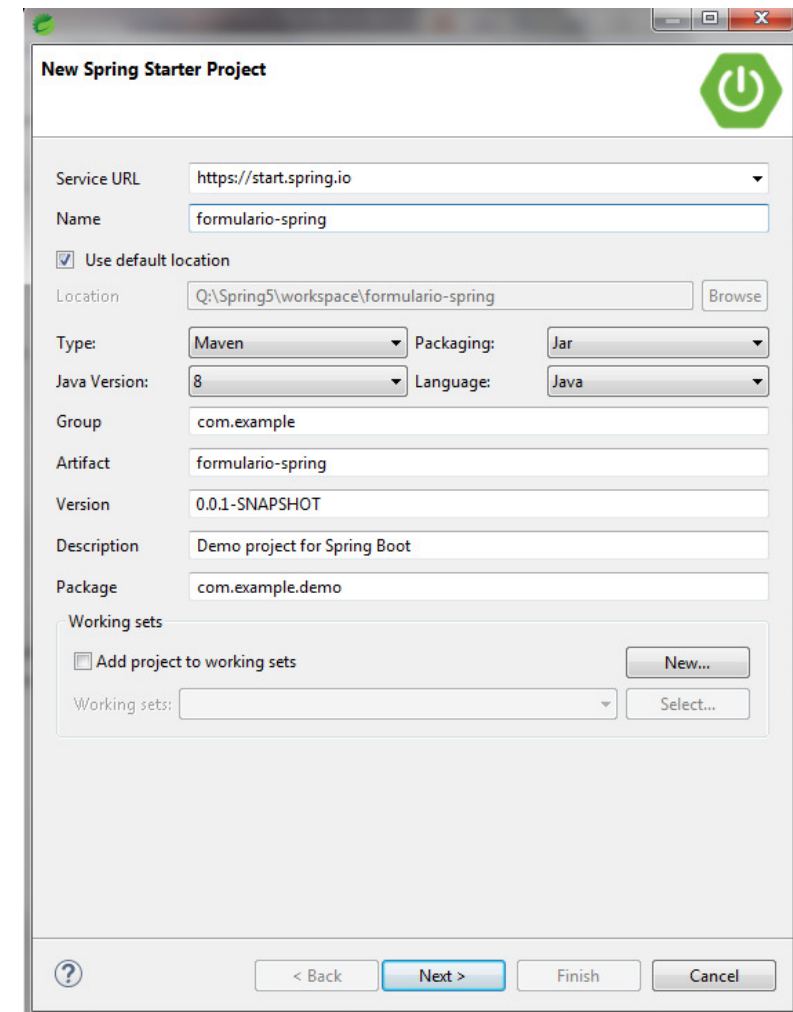 New Spring Starter Project
Service URL https://start.spring.io
Name formulario-spring
Use default location
Location Q:\Spring5\workspace\formulario-spring Browse
Type: Maven Packaging: Jar
Java Version: 8 Language: Java
Group com.example
Artifact formulario-spring
Version 0.0.1-SNAPSHOT
Description Demo project for Spring Boot
Package com.example.demo
Working sets
Add project to working sets New...
Working sets: Select...
? < Back Next > Finish Cancel